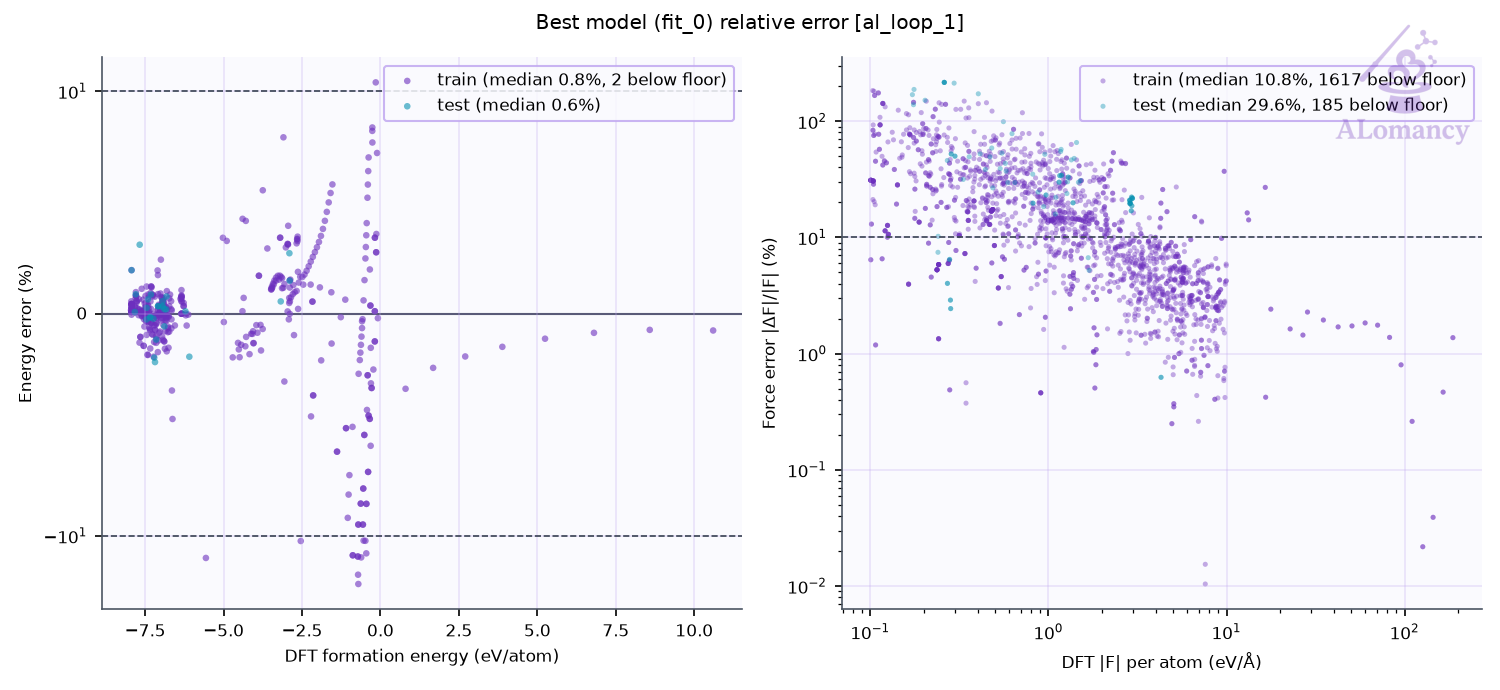 Best model (fit_0) relative error [al_loop_1]
train (median 0.8%, 2 below floor)
test (median 0.6%)
10¹
0
−10¹
Energy error (%)
−7.5 −5.0 −2.5 0.0 2.5 5.0 7.5 10.0
DFT formation energy (eV/atom)
train (median 10.8%, 1617 below floor)
test (median 29.6%, 185 below floor)
ALomancy
10²
10¹
10⁰
10⁻¹
10⁻²
Force error |ΔF|/|F| (%)
10⁻¹ 10⁰ 10¹ 10²
DFT |F| per atom (eV/Å)